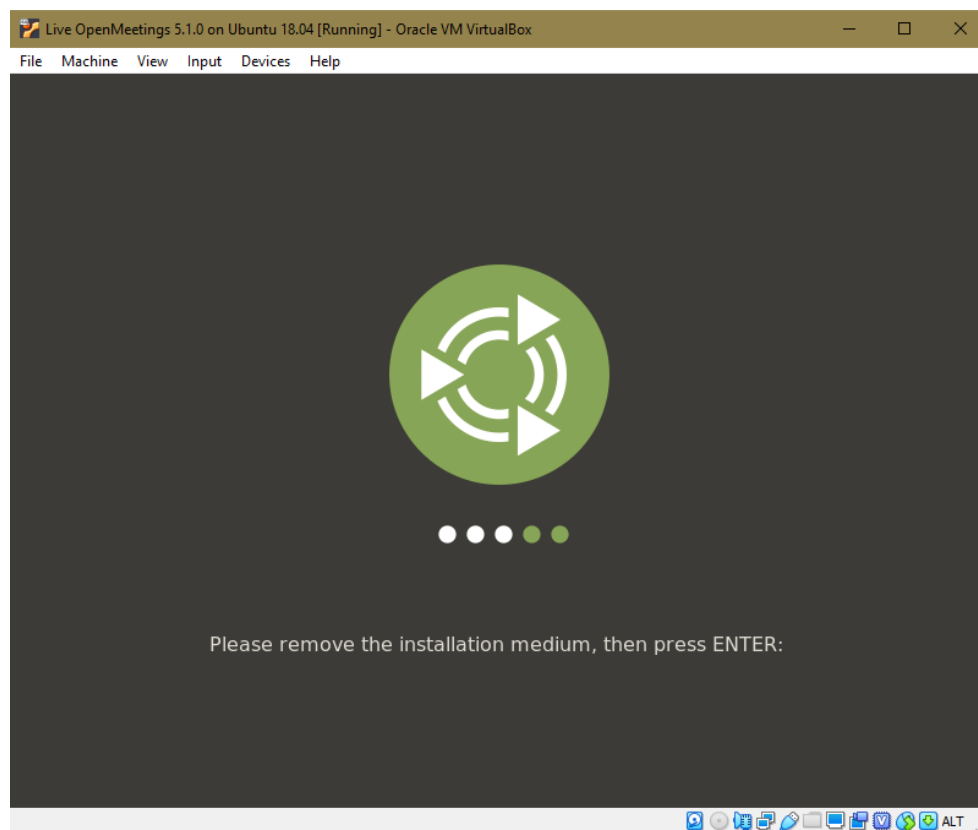 Live OpenMeetings 5.1.0 on Ubuntu 18.04 [Running] - Oracle VM VirtualBox
File Machine View Input Devices Help
Please remove the installation medium, then press ENTER:
ALT